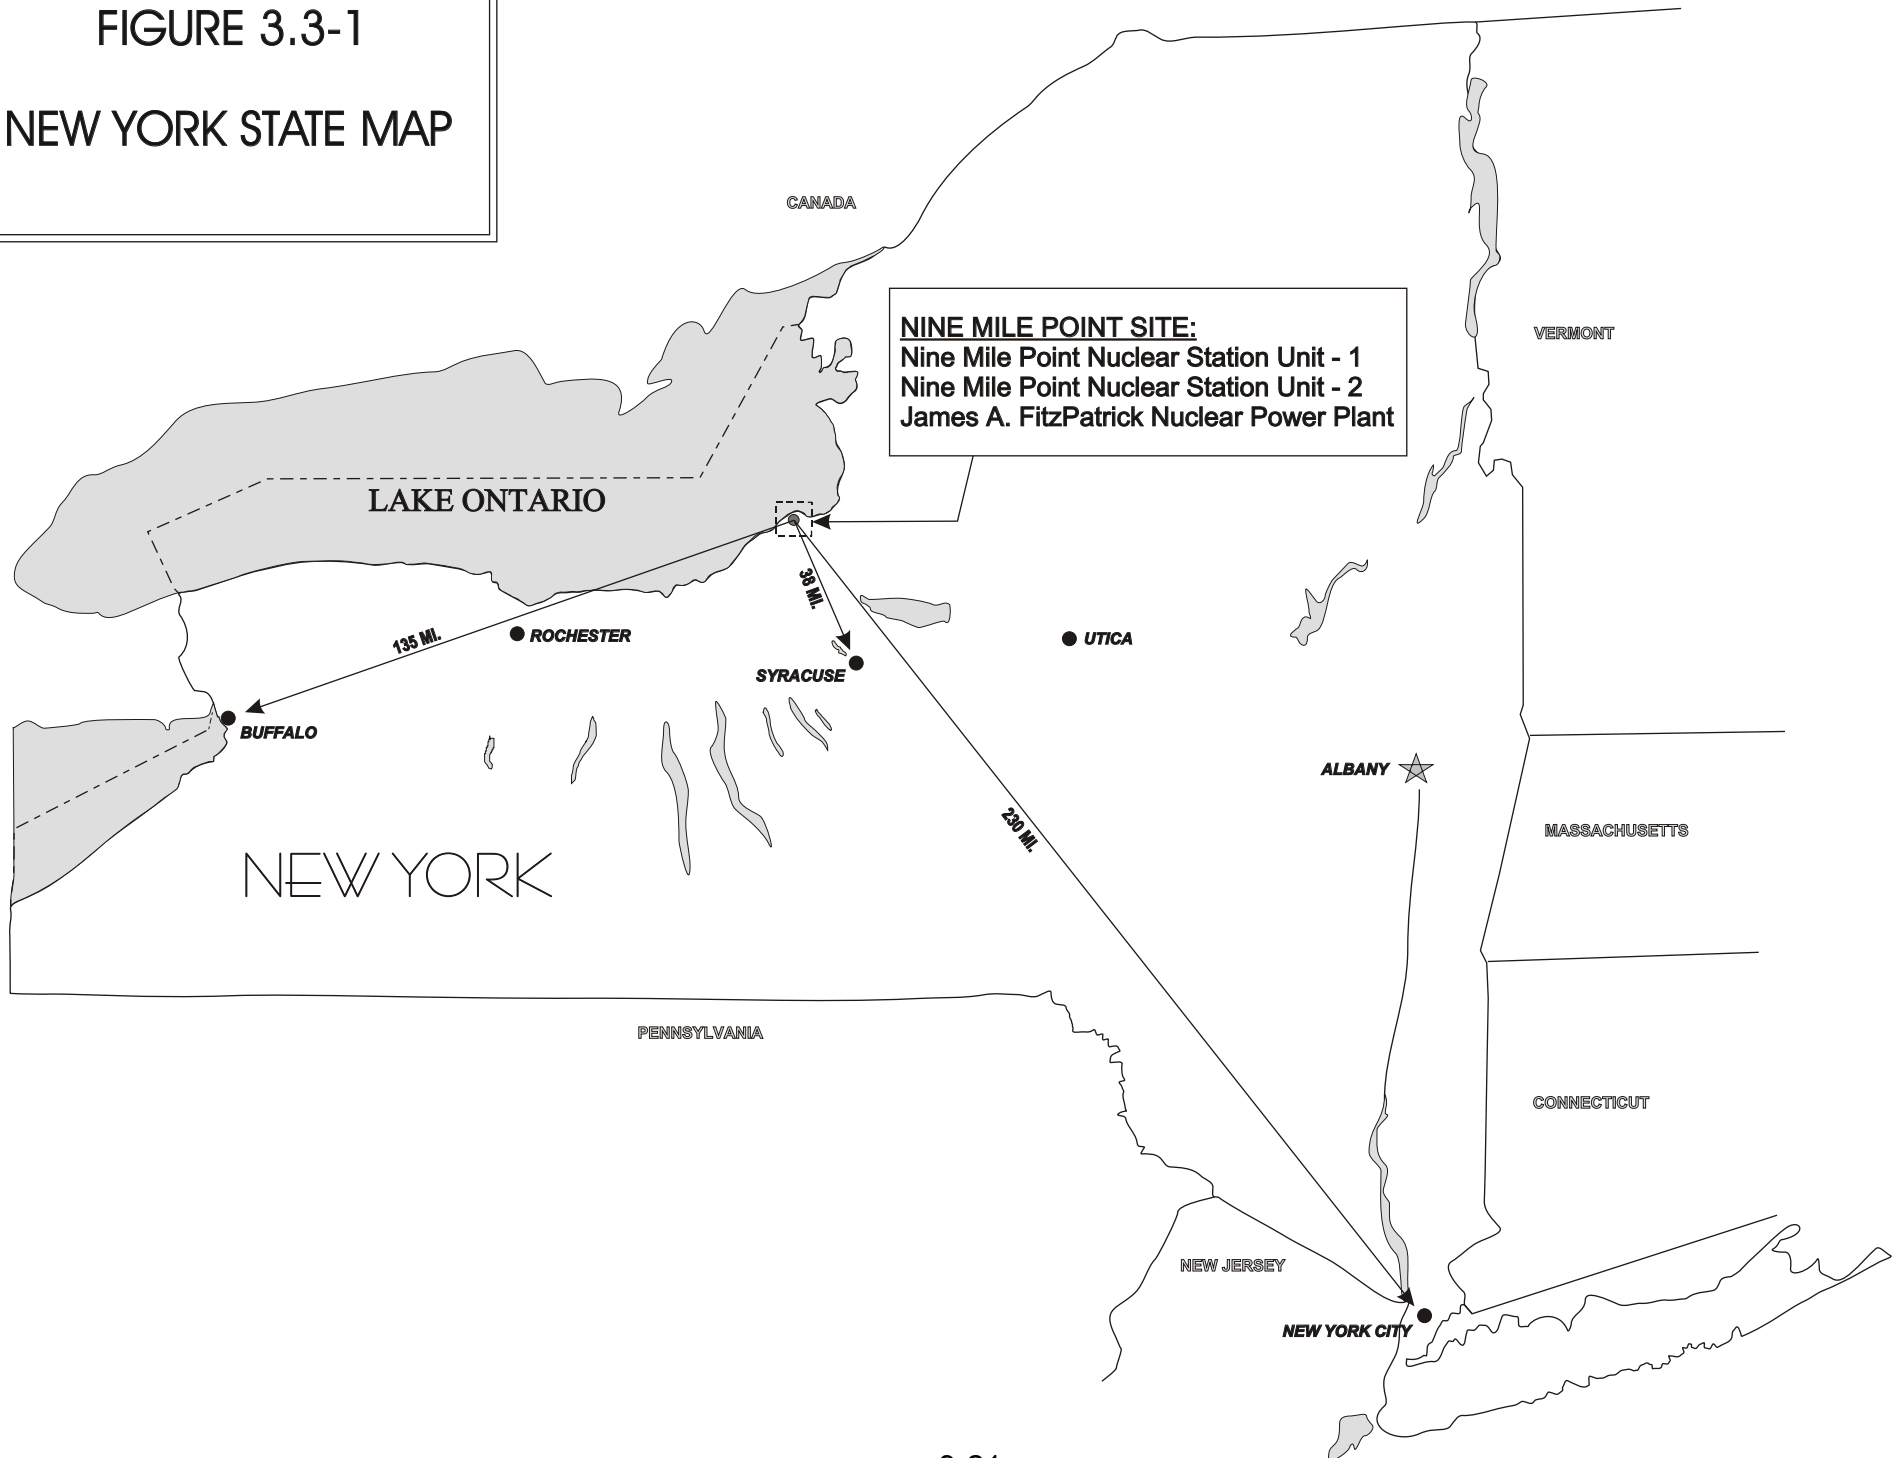 FIGURE 3.3-1
NEW YORK STATE MAP
CANADA
NINE MILE POINT SITE:
Nine Mile Point Nuclear Station Unit - 1
Nine Mile Point Nuclear Station Unit - 2
James A. FitzPatrick Nuclear Power Plant
VERMONT
LAKE ONTARIO
38 MI.
135 MI.
ROCHESTER
UTICA
SYRACUSE
BUFFALO
ALBANY
230 MI.
MASSACHUSETTS
NEW YORK
PENNSYLVANIA
CONNECTICUT
NEW JERSEY
NEW YORK CITY